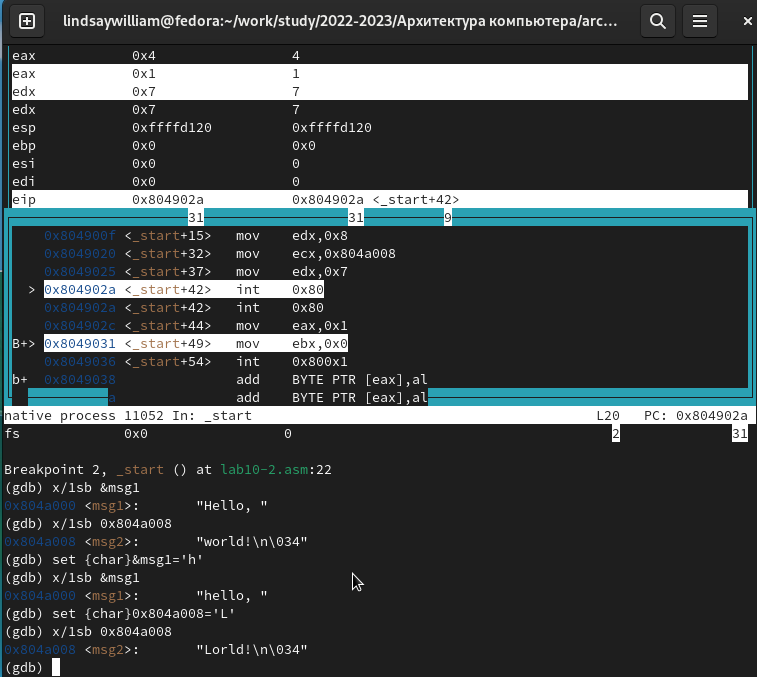 lindsaywilliam@fedora:~/work/study/2022-2023/Архитектура компьютера/arc...
eax 0x4 4
eax 0x1 1
edx 0x7 7
edx 0x7 7
esp 0xffffd120 0xffffd120
ebp 0x0 0x0
esi 0x0 0
edi 0x0 0
eip 0x804902a 0x804902a <_start+42>
31 31 9
0x804900f <_start+15> mov edx,0x8
0x8049020 <_start+32> mov ecx,0x804a008
0x8049025 <_start+37> mov edx,0x7
> 0x804902a <_start+42> int 0x80
0x804902a <_start+42> int 0x80
0x804902c <_start+44> mov eax,0x1
B+> 0x8049031 <_start+49> mov ebx,0x0
0x8049036 <_start+54> int 0x800x1
b+ 0x8049038 add BYTE PTR [eax],al
a add BYTE PTR [eax],al
native process 11052 In: _start L20 PC: 0x804902a
fs 0x0 0 2 31
Breakpoint 2, _start () at lab10-2.asm:22
(gdb) x/1sb &msg1
0x804a000 <msg1>: "Hello, "
(gdb) x/1sb 0x804a008
0x804a008 <msg2>: "world!\n\034"
(gdb) set {char}&msg1='h'
(gdb) x/1sb &msg1
0x804a000 <msg1>: "hello, "
(gdb) set {char}0x804a008='L'
(gdb) x/1sb 0x804a008
0x804a008 <msg2>: "Lorld!\n\034"
(gdb)